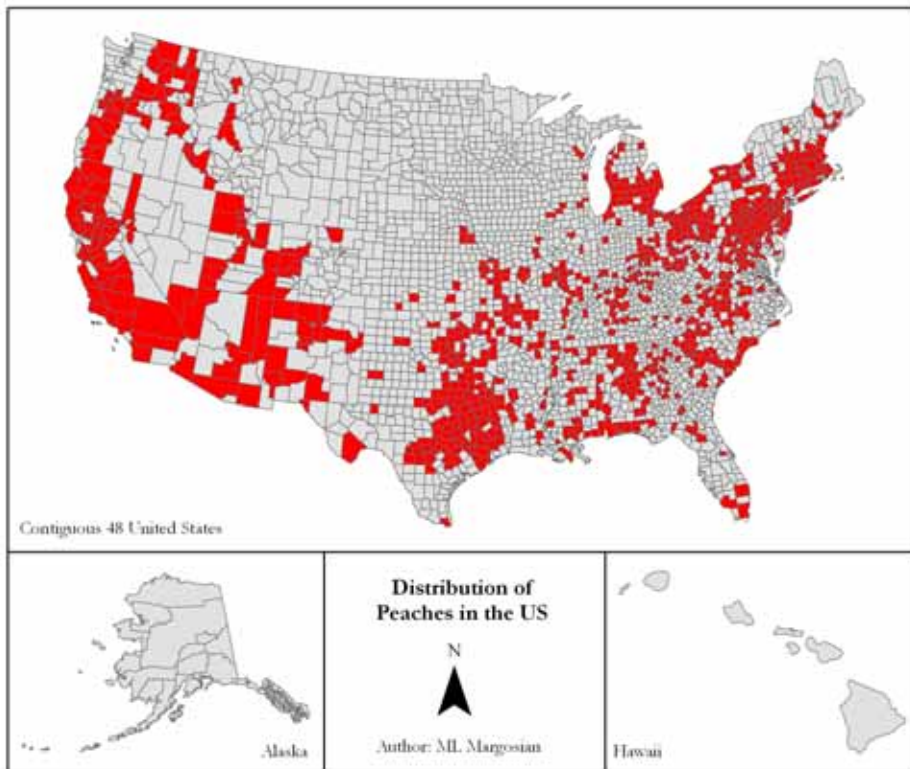 Contiguous 48 United States
Alaska
Distribution of
Peaches in the US
N
Author: ML Margosian
Hawaii